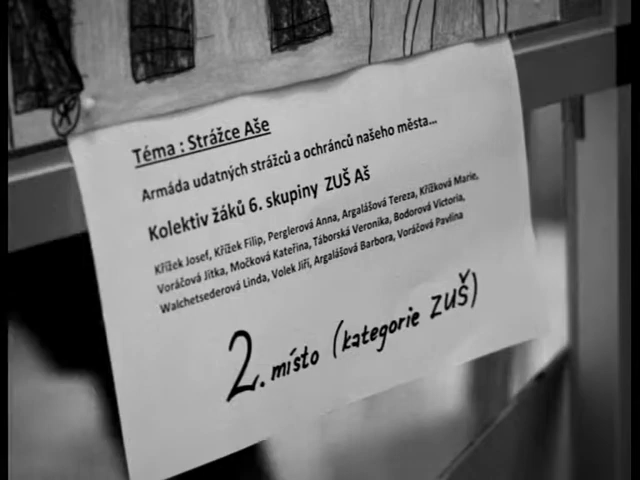 Téma : Strážce Aše
Armáda udatných strážců a ochránců našeho města...
Kolektiv žáků 6. skupiny ZUŠ Aš
Křížek Josef, Křížek Filip, Perglerová Anna, Argalášová Tereza, Křížková Marie,
Voráčová Jitka, Močková Kateřina, Táborská Veronika, Bodorová Victoria,
Walchetsederová Linda, Volek Jiří, Argalášová Barbora, Voráčová Pavlina
2. místo (kategorie ZUŠ)